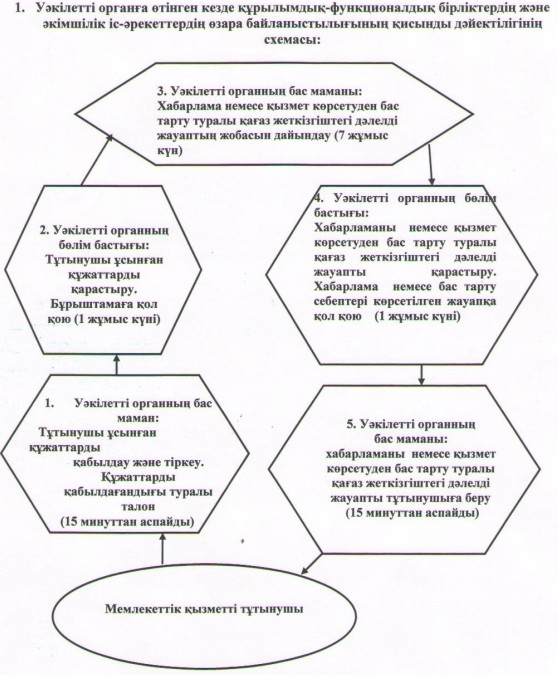 1. Уәкілетті органға өтінген кезде құрылымдық-функционалдық бірліктердің және
әкімшілік іс-әрекеттердің өзара байланыстылығының қисынды дәйектілігінің
схемасы:
3. Уәкілетті органның бас маманы:
Хабарлама немесе қызмет көрсетуден бас
тарту туралы қағаз жеткізгіштегі дәлелді
жауаптың жобасын дайындау (7 жұмыс
күн)
2. Уәкілетті органның
бөлім бастығы:
Тұтынушы ұсынған
құжаттарды
қарастыру.
Бұрыштамаға қол
қою (1 жұмыс күні)
4. Уәкілетті органның бөлім
бастығы:
Хабарламаны немесе қызмет
көрсетуден бас тарту туралы
қағаз жеткізгіштегі дәлелді
жауапты қарастыру.
Хабарлама немесе бас тарту
себептері көрсетілген жауапқа
қол қою (1 жұмыс күні)
1. Уәкілетті органның бас
маман:
Тұтынушы ұсынған
құжаттарды
қабылдау және тіркеу.
Құжаттарды
қабылдағандығы туралы
талон
(15 минуттан аспайды)
5. Уәкілетті органның
бас маманы:
хабарламаны немесе қызмет
көрсетуден бас тарту туралы
қағаз жеткізгіштегі дәлелді
жауапты тұтынушыға беру
(15 минуттан аспайды)
Мемлекеттік қызметті тұтынушы